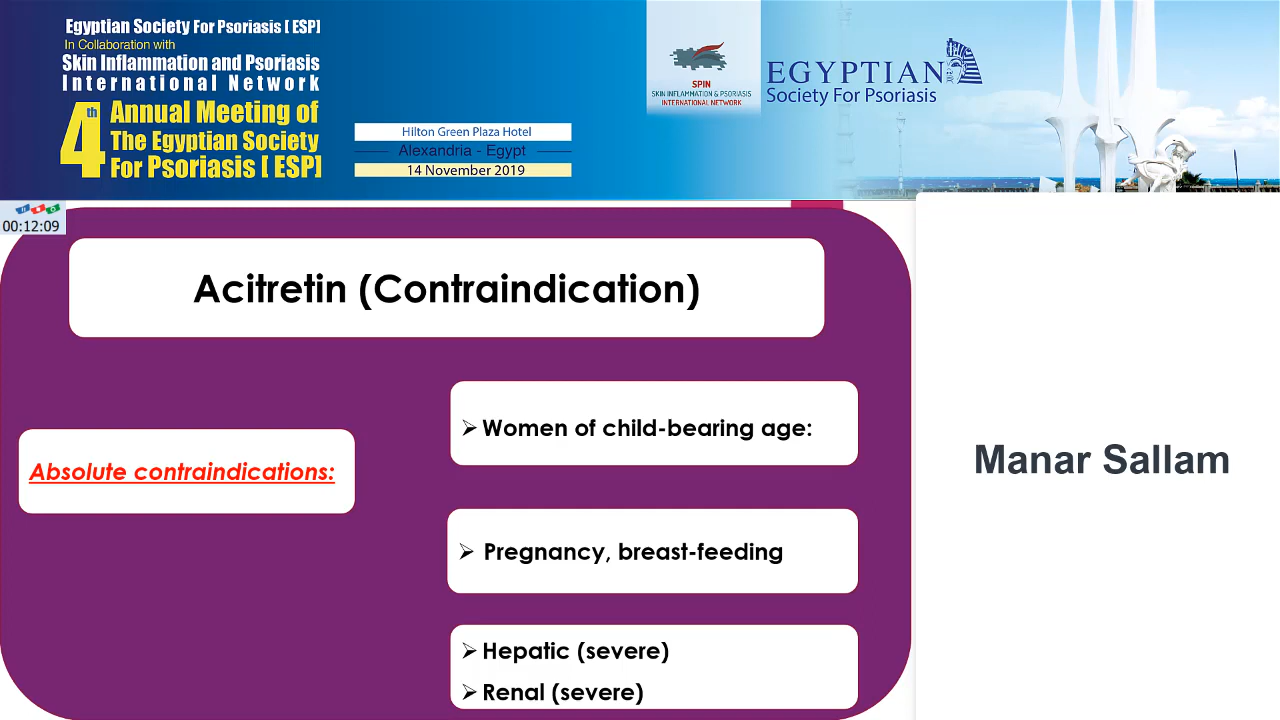 Egyptian Society For Psoriasis [ ESP]
In Collaboration with
Skin Inflammation and Psoriasis
International Network
4th Annual Meeting of
The Egyptian Society
For Psoriasis [ ESP]
Hilton Green Plaza Hotel
Alexandria - Egypt
14 November 2019
SPIN
SKIN INFLAMMATION & PSORIASIS
INTERNATIONAL NETWORK
EGYPTIAN
Society For Psoriasis
00:12:09
Acitretin (Contraindication)
Absolute contraindications:
➢ Women of child-bearing age:
➢ Pregnancy, breast-feeding
➢ Hepatic (severe)
➢ Renal (severe)
Manar Sallam